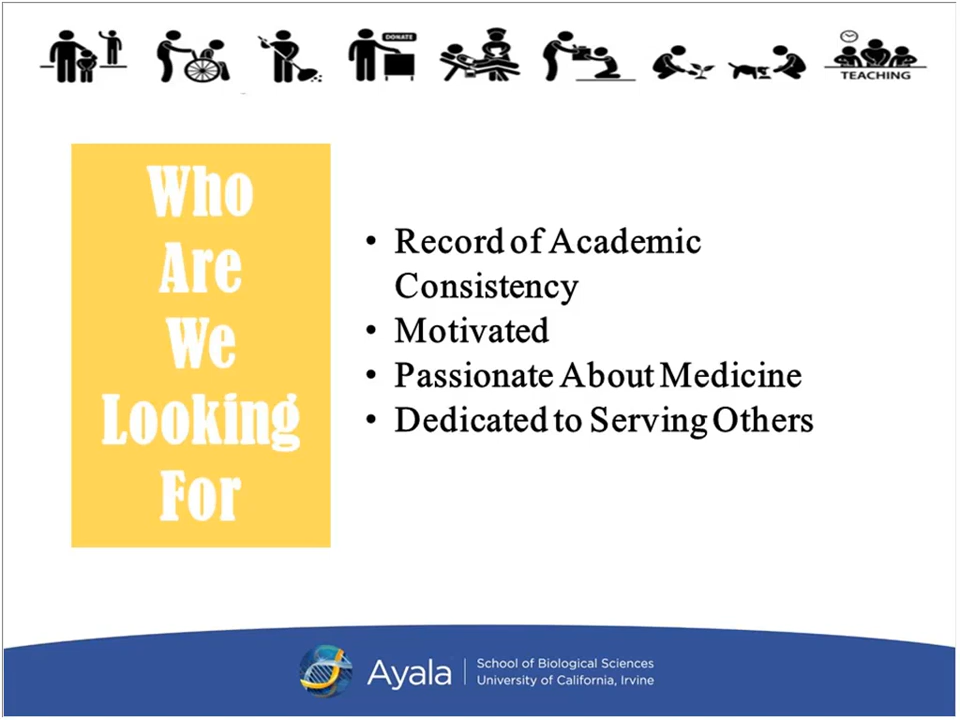 DONATE
TEACHING
Who
Are
We
Looking
For
• Record of Academic
Consistency
• Motivated
• Passionate About Medicine
• Dedicated to Serving Others
Ayala
School of Biological Sciences
University of California, Irvine